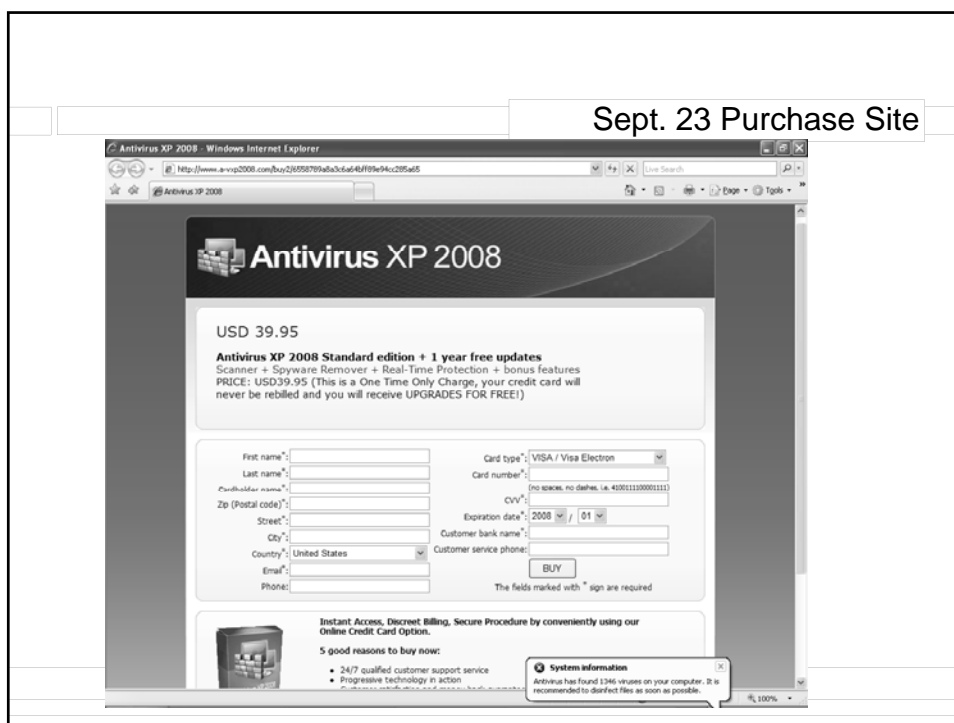 Sept. 23 Purchase Site
Antivirus XP 2008 - Windows Internet Explorer
Live Search
Antivirus XP 2008
Page
Tools
Antivirus XP 2008
USD 39.95
Antivirus XP 2008 Standard edition + 1 year free updates
Scanner + Spyware Remover + Real-Time Protection + bonus features
PRICE: USD39.95 (This is a One Time Only Charge, your credit card will
never be rebilled and you will receive UPGRADES FOR FREE!)
First name*:
Last name*:
Cardholder name*:
Zip (Postal code)*:
Street*:
City*:
Country*: United States
Email*:
Phone:
Card type*: VISA / Visa Electron
Card number*:
(no spaces, no dashes, i.e. 4100111100001111)
CVV*:
Expiration date*: 2008 / 01
Customer bank name*:
Customer service phone:
BUY
The fields marked with * sign are required
Instant Access, Discreet Billing, Secure Procedure by conveniently using our
Online Credit Card Option.
5 good reasons to buy now:
24/7 qualified customer support service
Progressive technology in action
System information
Antivirus has found 1346 viruses on your computer. It is
recommended to disinfect files as soon as possible.
100%